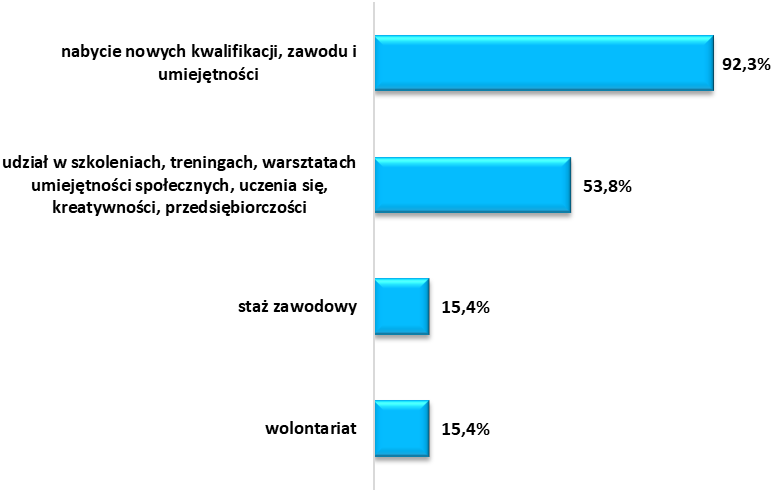 nabycie nowych kwalifikacji, zawodu i
umiejętności
92,3%
udział w szkoleniach, treningach, warsztatach
umiejętności społecznych, uczenia się,
kreatywności, przedsiębiorczości
53,8%
staż zawodowy
15,4%
wolontariat
15,4%